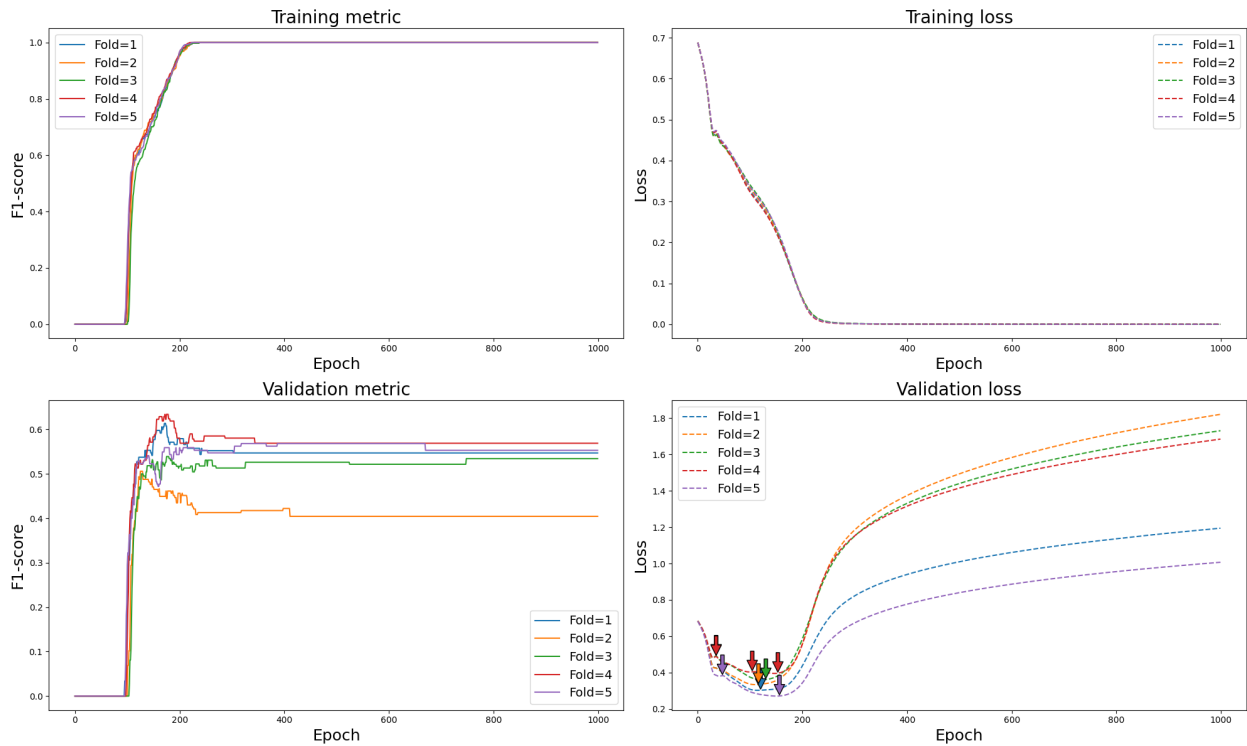 Training metric
F1-score
1.0
0.8
0.6
0.4
0.2
0.0
Fold=1
Fold=2
Fold=3
Fold=4
Fold=5
0 200 400 600 800 1000
Epoch
Training loss
Loss
0.7
0.6
0.5
0.4
0.3
0.2
0.1
0.0
Fold=1
Fold=2
Fold=3
Fold=4
Fold=5
0 200 400 600 800 1000
Epoch
Validation metric
F1-score
0.6
0.5
0.4
0.3
0.2
0.1
0.0
Fold=1
Fold=2
Fold=3
Fold=4
Fold=5
0 200 400 600 800 1000
Epoch
Validation loss
Loss
1.8
1.6
1.4
1.2
1.0
0.8
0.6
0.4
0.2
Fold=1
Fold=2
Fold=3
Fold=4
Fold=5
0 200 400 600 800 1000
Epoch